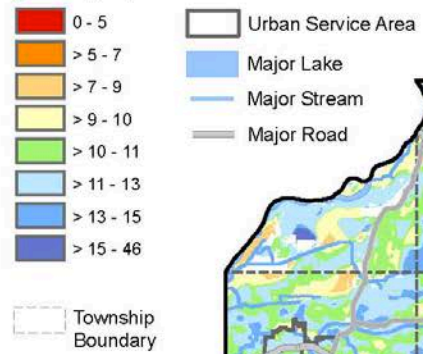 0 - 5
> 5 - 7
> 7 - 9
> 9 - 10
> 10 - 11
> 11 - 13
> 13 - 15
> 15 - 46
Township
Boundary
Urban Service Area
Major Lake
Major Stream
Major Road